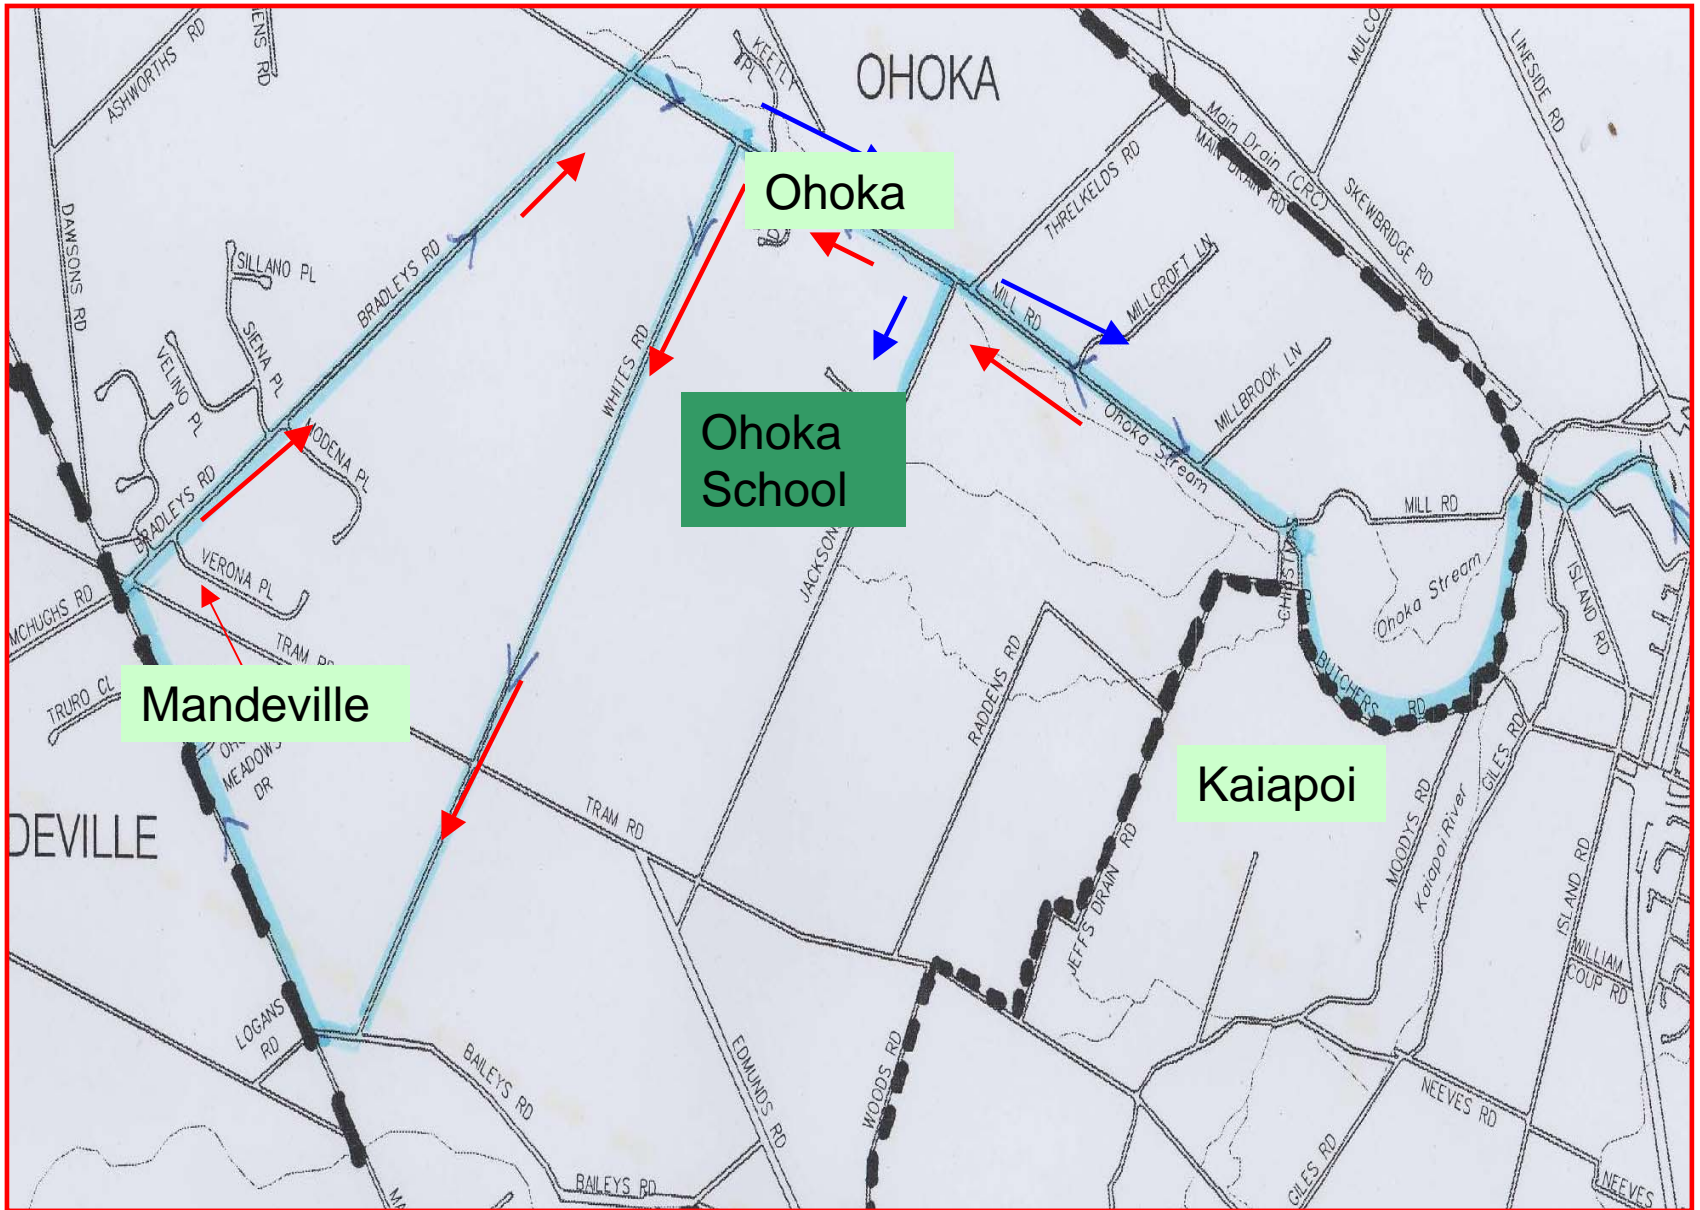 ASHWORTHS RD
ENS RD
KEETLY
PL
OHOKA
MULCO
LINESIDE RD
Main Drain (CRC)
MAIN DRAIN RD
SKEWBRIDGE RD
Ohoka
THRELKELDS RD
DAWSONS RD
SILLANO PL
BRADLEYS RD
SIENA PL
VELINO PL
MILL RD
MILLCROFT LN
WHITES RD
MILLBROOK LN
Ohoka
School
Ohoka Stream
MODENA PL
BRADLEYS RD
MILL RD
VERONA PL
JACKSON
Ohoka Stream
ISLAND RD
MCHUGHS RD
TRAM RD
RADDENS RD
BUTCHERS RD
TRURO CL
Mandeville
MEADOWS
DR
GILES RD
Kaiapoi
DEVILLE
TRAM RD
JEFFS DRAIN RD
MOODYS RD
Kaiapoi River
ISLAND RD
WILLIAM
COUP RD
LOGANS
RD
BAILEYS RD
EDMUNDS RD
WOODS RD
NEEVES RD
GILES RD
BAILEYS RD
NEEVES